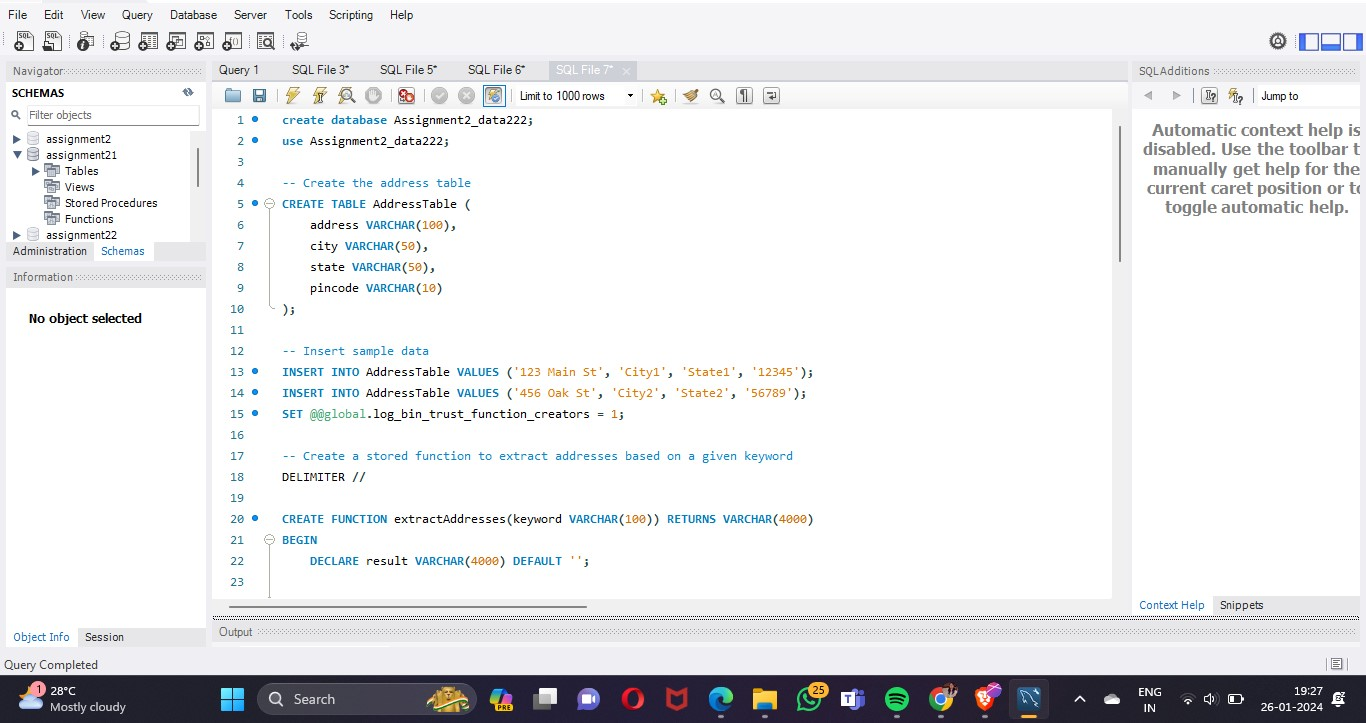 File Edit View Query Database Server Tools Scripting Help
Navigator
SCHEMAS
Filter objects
assignment2
assignment21
Tables
Views
Stored Procedures
Functions
assignment22
Administration Schemas
Information
No object selected
Object Info Session
Query 1 SQL File 3* SQL File 5* SQL File 6* SQL File 7*
Limit to 1000 rows
1 create database Assignment2_data222;
2 use Assignment2_data222;
3
4 -- Create the address table
5 CREATE TABLE AddressTable (
6 address VARCHAR(100),
7 city VARCHAR(50),
8 state VARCHAR(50),
9 pincode VARCHAR(10)
10 );
11
12 -- Insert sample data
13 INSERT INTO AddressTable VALUES ('123 Main St', 'City1', 'State1', '12345');
14 INSERT INTO AddressTable VALUES ('456 Oak St', 'City2', 'State2', '56789');
15 SET @@global.log_bin_trust_function_creators = 1;
16
17 -- Create a stored function to extract addresses based on a given keyword
18 DELIMITER //
19
20 CREATE FUNCTION extractAddresses(keyword VARCHAR(100)) RETURNS VARCHAR(4000)
21 BEGIN
22 DECLARE result VARCHAR(4000) DEFAULT '';
23
Output
SQLAdditions
Jump to
Automatic context help is
disabled. Use the toolbar t
manually get help for the
current caret position or to
toggle automatic help.
Context Help Snippets
Query Completed
1
28°C
Mostly cloudy
Search
PRE
25
ENG
IN
19:27
26-01-2024